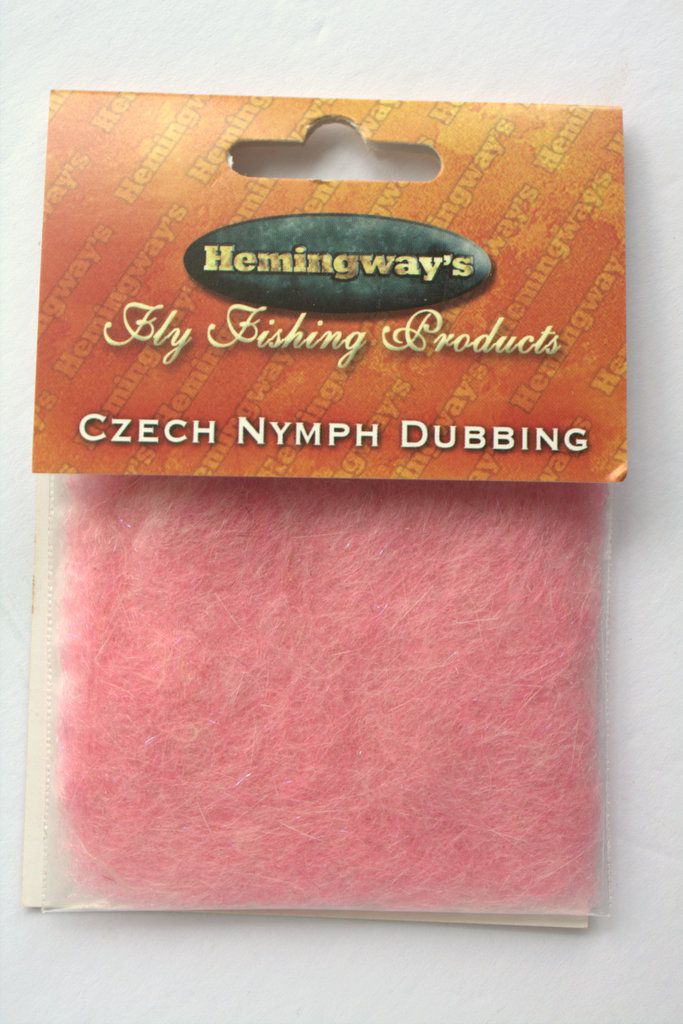 Hemingway's
Fly Fishing Products
CZECH NYMPH DUBBING